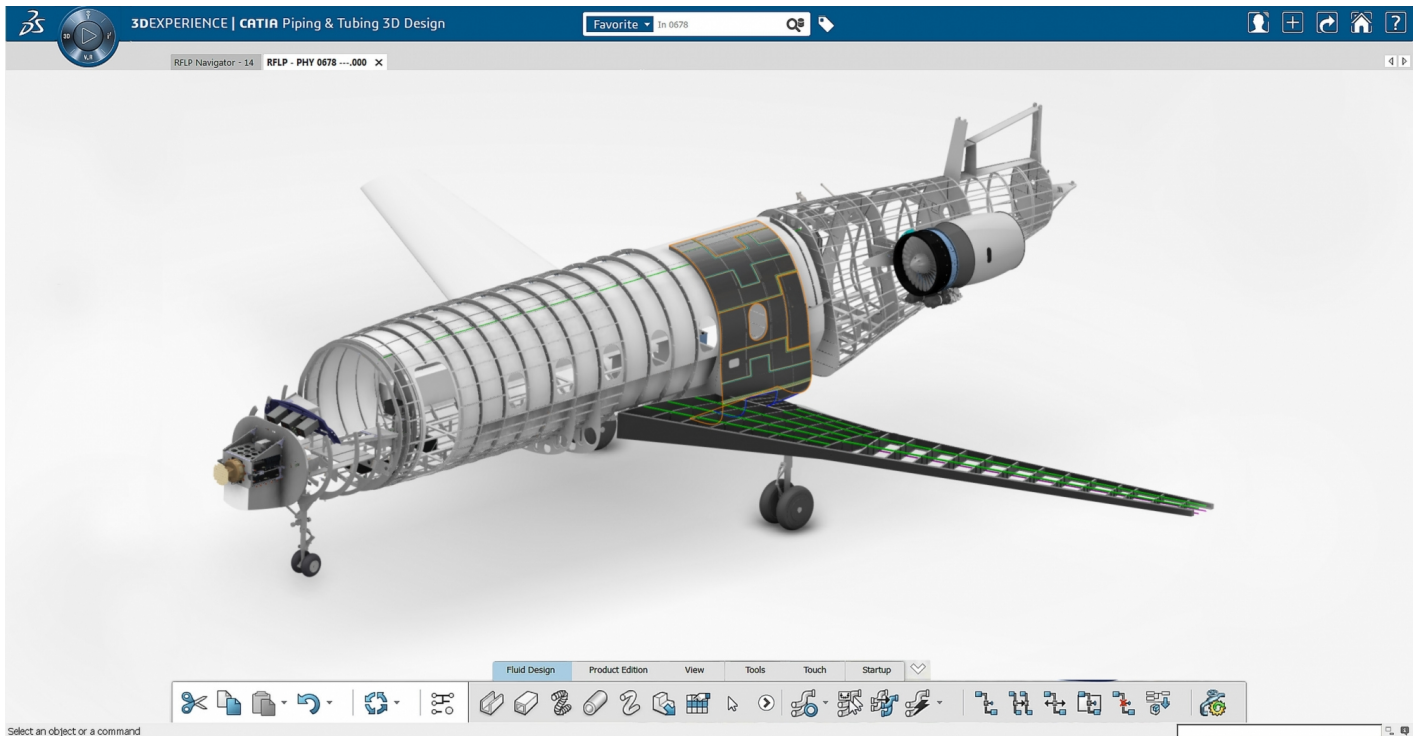 3DEXPERIENCE | CATIA Piping & Tubing 3D Design
Favorite
In 0678
3D
V.R
RFLP Navigator - 14
RFLP - PHY 0678 ---.000
Fluid Design
Product Edition
View
Tools
Touch
Startup
Select an object or a command